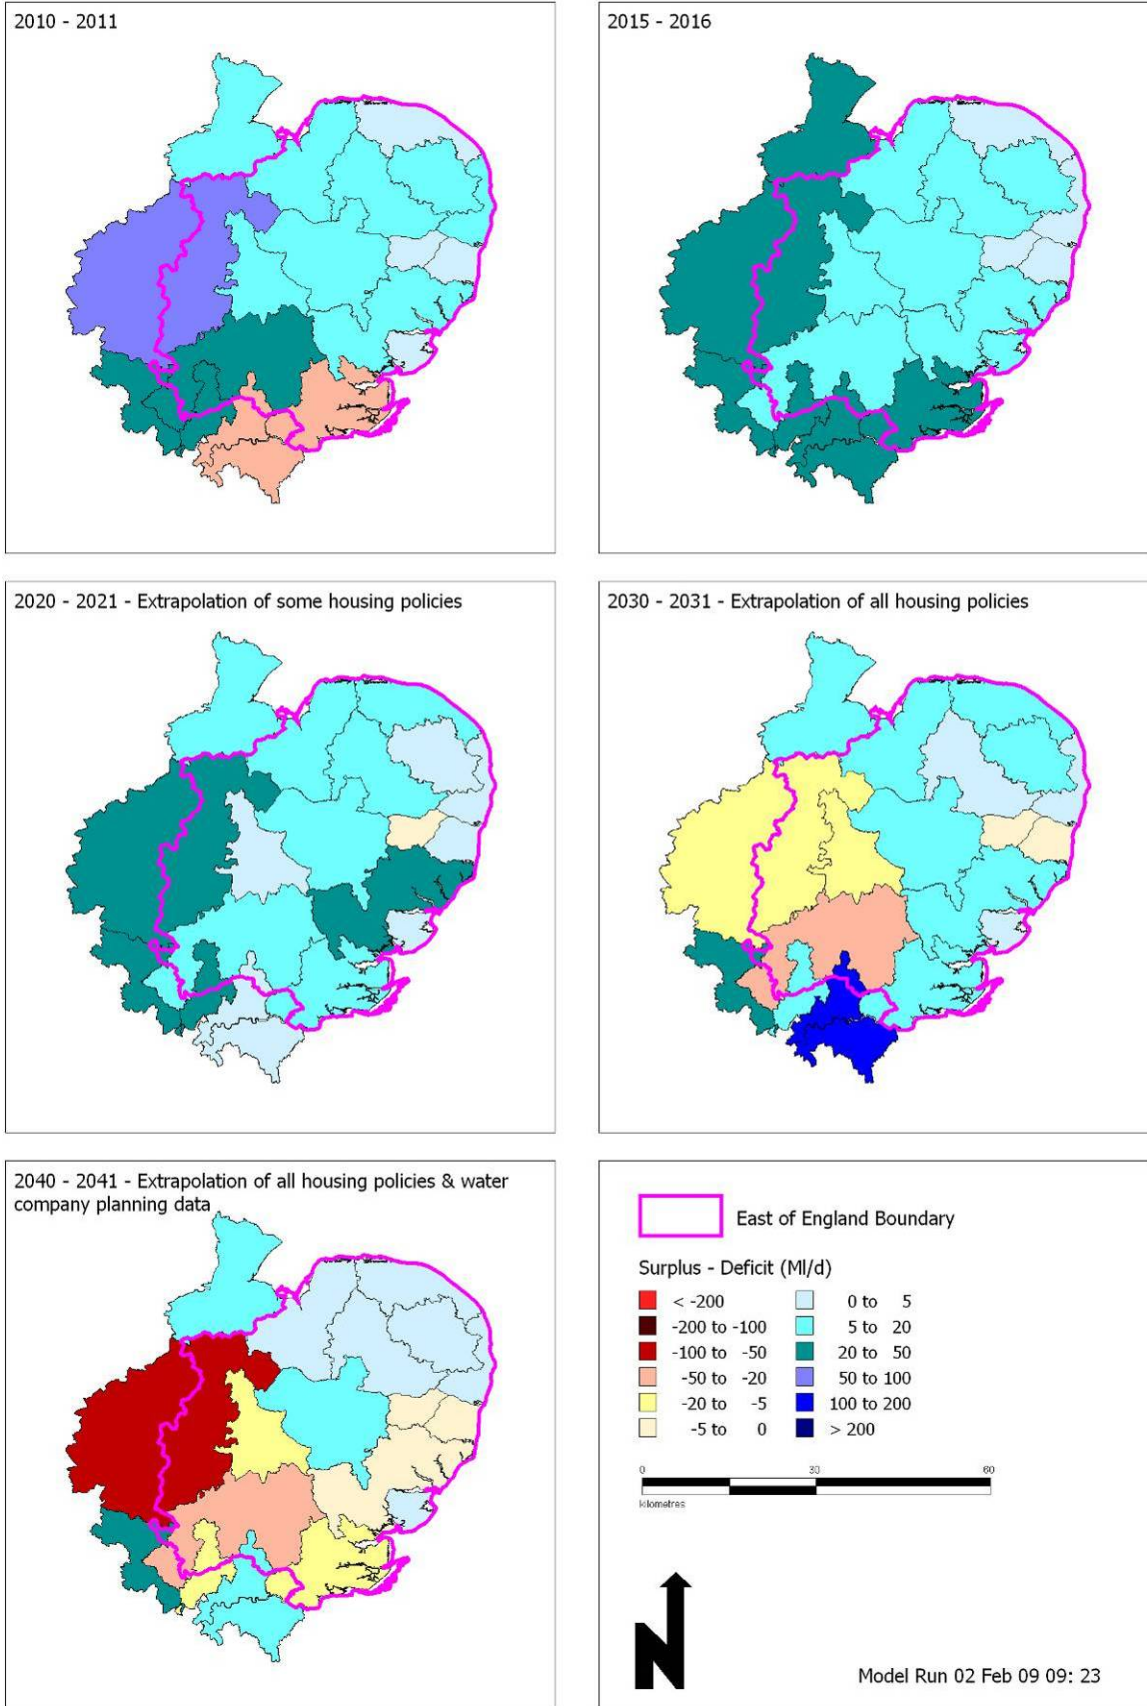 2010 - 2011
2015 - 2016
2020 - 2021 - Extrapolation of some housing policies
2030 - 2031 - Extrapolation of all housing policies
2040 - 2041 - Extrapolation of all housing policies & water
company planning data
East of England Boundary
Surplus - Deficit (Ml/d)
< -200
-200 to -100
-100 to -50
-50 to -20
-20 to -5
-5 to 0
0 to 5
5 to 20
20 to 50
50 to 100
100 to 200
> 200
0 30 60
kilometres
N
Model Run 02 Feb 09 09: 23